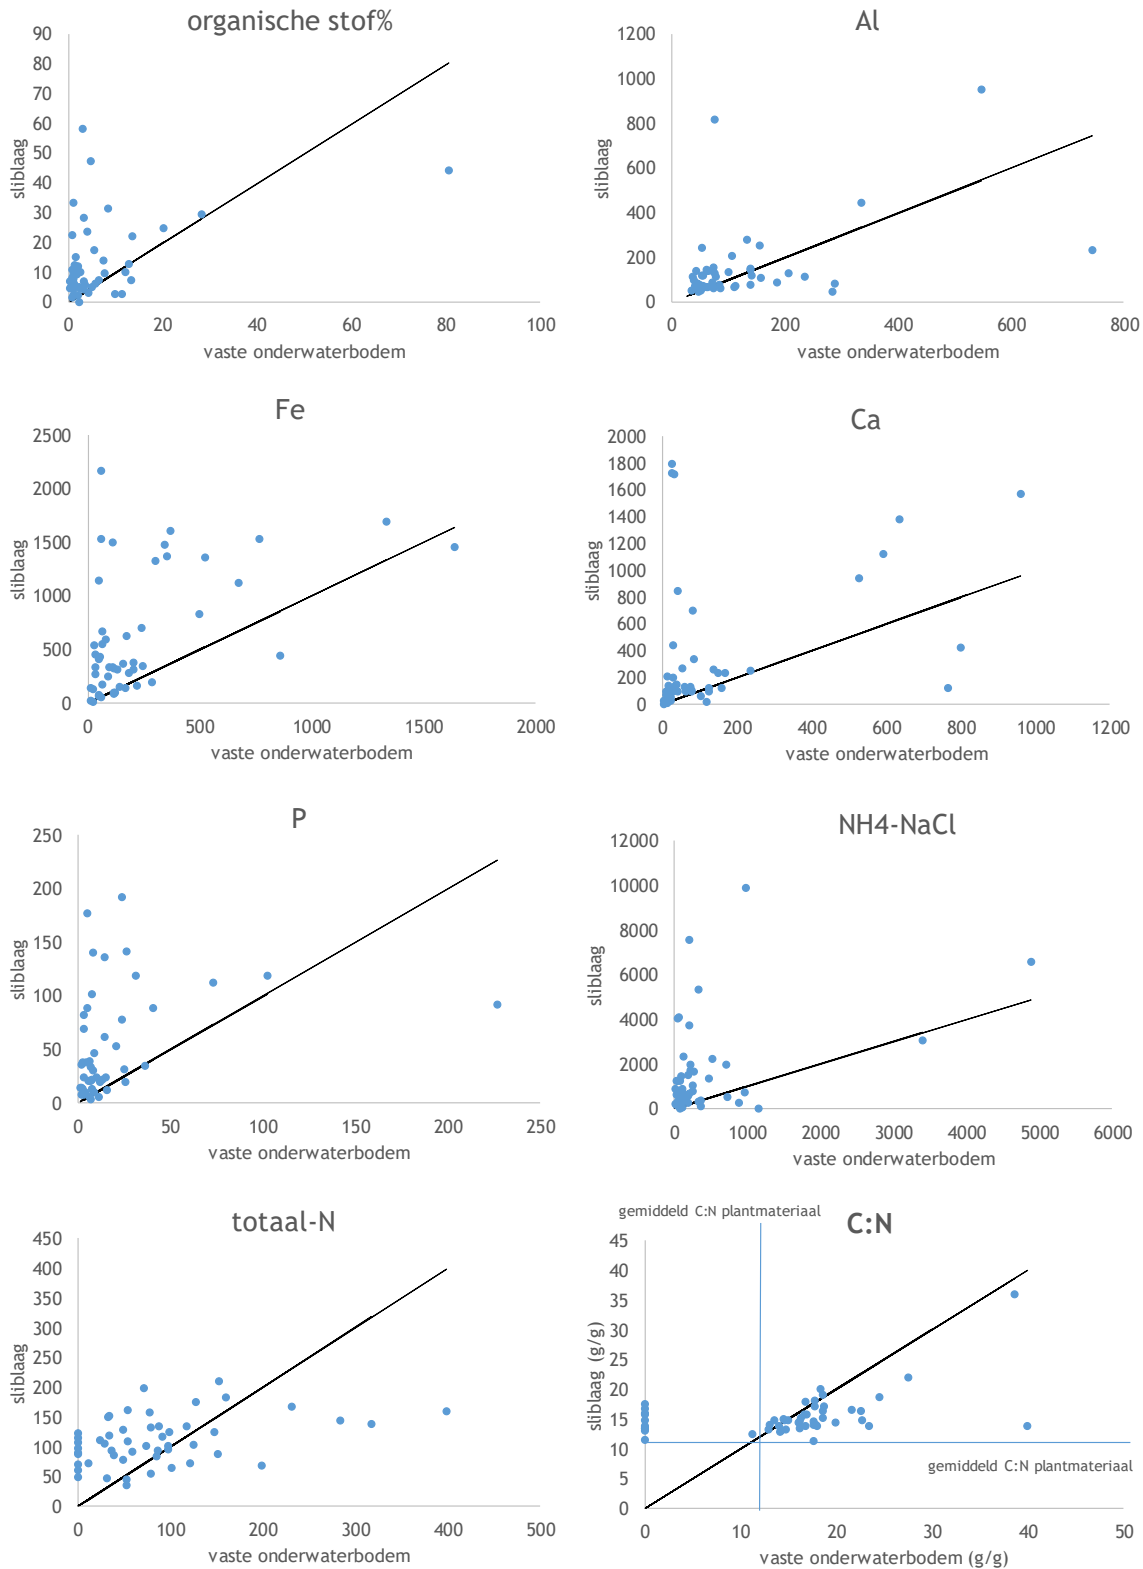 organische stof%
90
80
70
60
50
40
30
20
10
0
sliblaag
0 20 40 60 80 100
vaste onderwaterbodem
Al
1200
1000
800
600
400
200
0
sliblaag
0 200 400 600 800
vaste onderwaterbodem
Fe
2500
2000
1500
1000
500
0
sliblaag
0 500 1000 1500 2000
vaste onderwaterbodem
Ca
2000
1800
1600
1400
1200
1000
800
600
400
200
0
sliblaag
0 200 400 600 800 1000 1200
vaste onderwaterbodem
P
250
200
150
100
50
0
sliblaag
0 50 100 150 200 250
vaste onderwaterbodem
NH4-NaCl
12000
10000
8000
6000
4000
2000
0
sliblaag
0 1000 2000 3000 4000 5000 6000
vaste onderwaterbodem
totaal-N
450
400
350
300
250
200
150
100
50
0
sliblaag
0 100 200 300 400 500
vaste onderwaterbodem
gemiddeld C:N plantmateriaal
C:N
45
40
35
30
25
20
15
10
5
0
sliblaag (g/g)
gemiddeld C:N plantmateriaal
0 10 20 30 40 50
vaste onderwaterbodem (g/g)